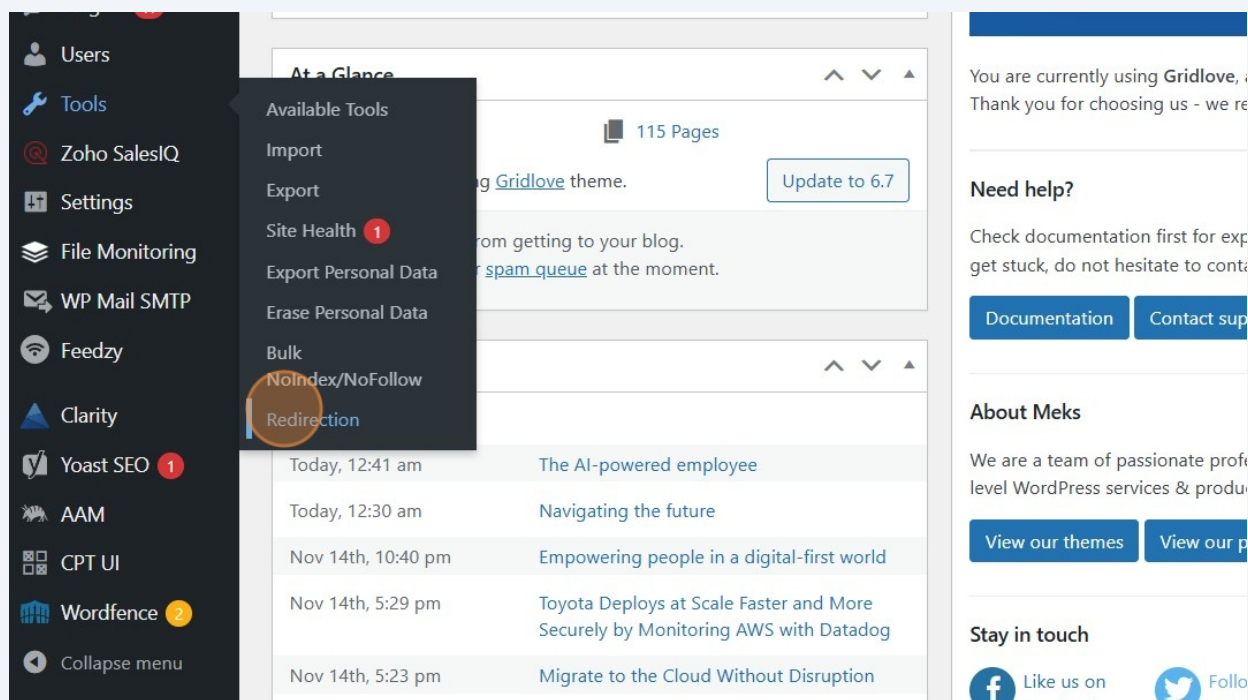 Users
Tools
Zoho SalesIQ
Settings
File Monitoring
WP Mail SMTP
Feedzy
Clarity
Yoast SEO 1
AAM
CPT UI
Wordfence 2
Collapse menu
Available Tools
Import
Export
Site Health 1
Export Personal Data
Erase Personal Data
Bulk
NoIndex/NoFollow
Redirection
At a Glance
115 Pages
Gridlove theme.
Update to 6.7
getting to your blog.
spam queue at the moment.
Today, 12:41 am The AI-powered employee
Today, 12:30 am Navigating the future
Nov 14th, 10:40 pm Empowering people in a digital-first world
Nov 14th, 5:29 pm Toyota Deploys at Scale Faster and More
Securely by Monitoring AWS with Datadog
Nov 14th, 5:23 pm Migrate to the Cloud Without Disruption
You are currently using Gridlove,
Thank you for choosing us - we
Need help?
Check documentation first for
get stuck, do not hesitate to
Documentation
Contact
About Meks
We are a team of passionate
level WordPress services &
View our themes
View our
Stay in touch
Like us on